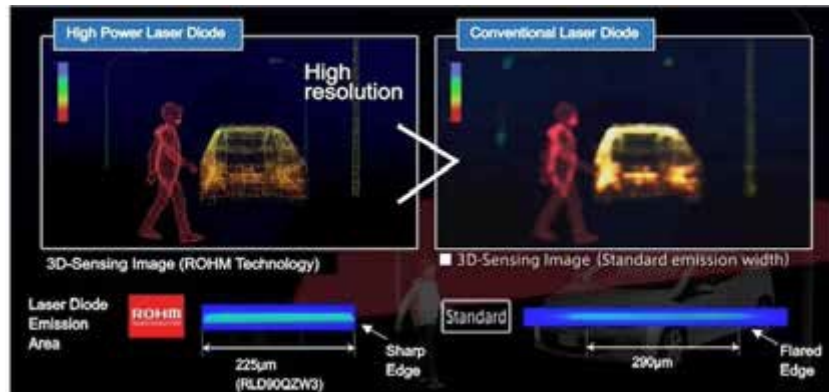 High Power Laser Diode
Conventional Laser Diode
High
resolution
3D-Sensing Image (ROHM Technology)
3D-Sensing Image (Standard emission width)
Laser Diode
Emission
Area
ROHM
Sharp
Edge
225µm
(RLD90QZW3)
Standard
290µm
Flared
Edge